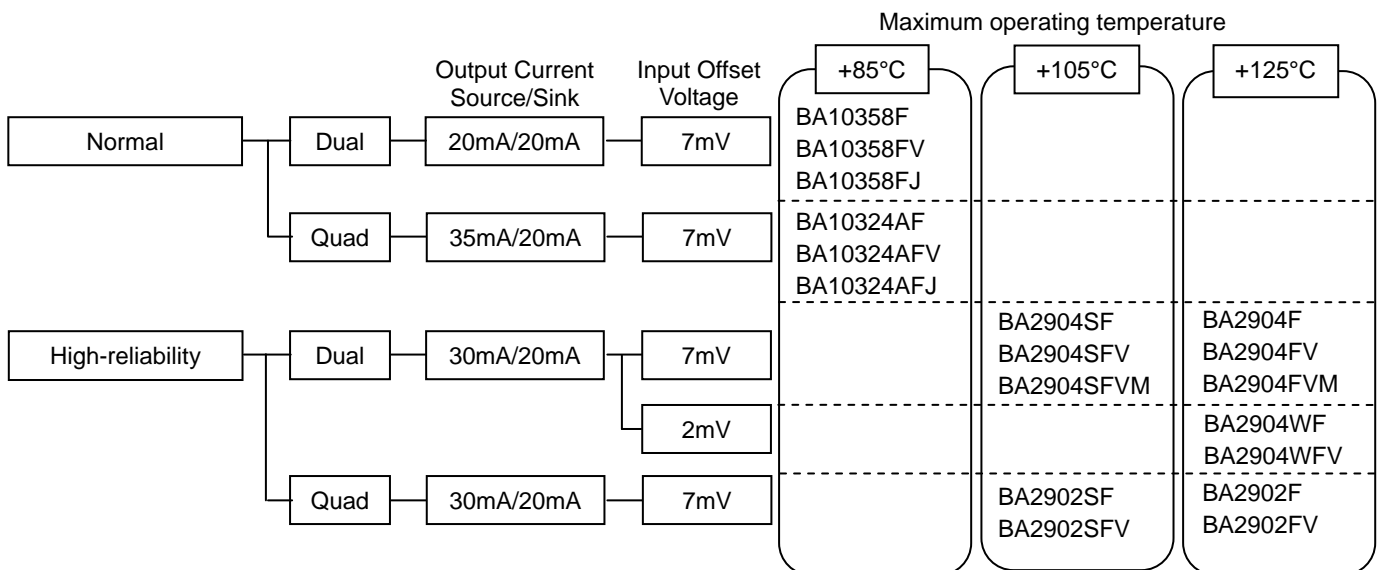 Maximum operating temperature
Output Current
Source/Sink
Input Offset
Voltage
+85°C
+105°C
+125°C
Normal
Dual
20mA/20mA
7mV
BA10358F
BA10358FV
BA10358FJ
Quad
35mA/20mA
7mV
BA10324AF
BA10324AFV
BA10324AFJ
High-reliability
Dual
30mA/20mA
7mV
BA2904SF
BA2904SFV
BA2904SFVM
BA2904F
BA2904FV
BA2904FVM
2mV
BA2904WF
BA2904WFV
Quad
30mA/20mA
7mV
BA2902SF
BA2902SFV
BA2902F
BA2902FV